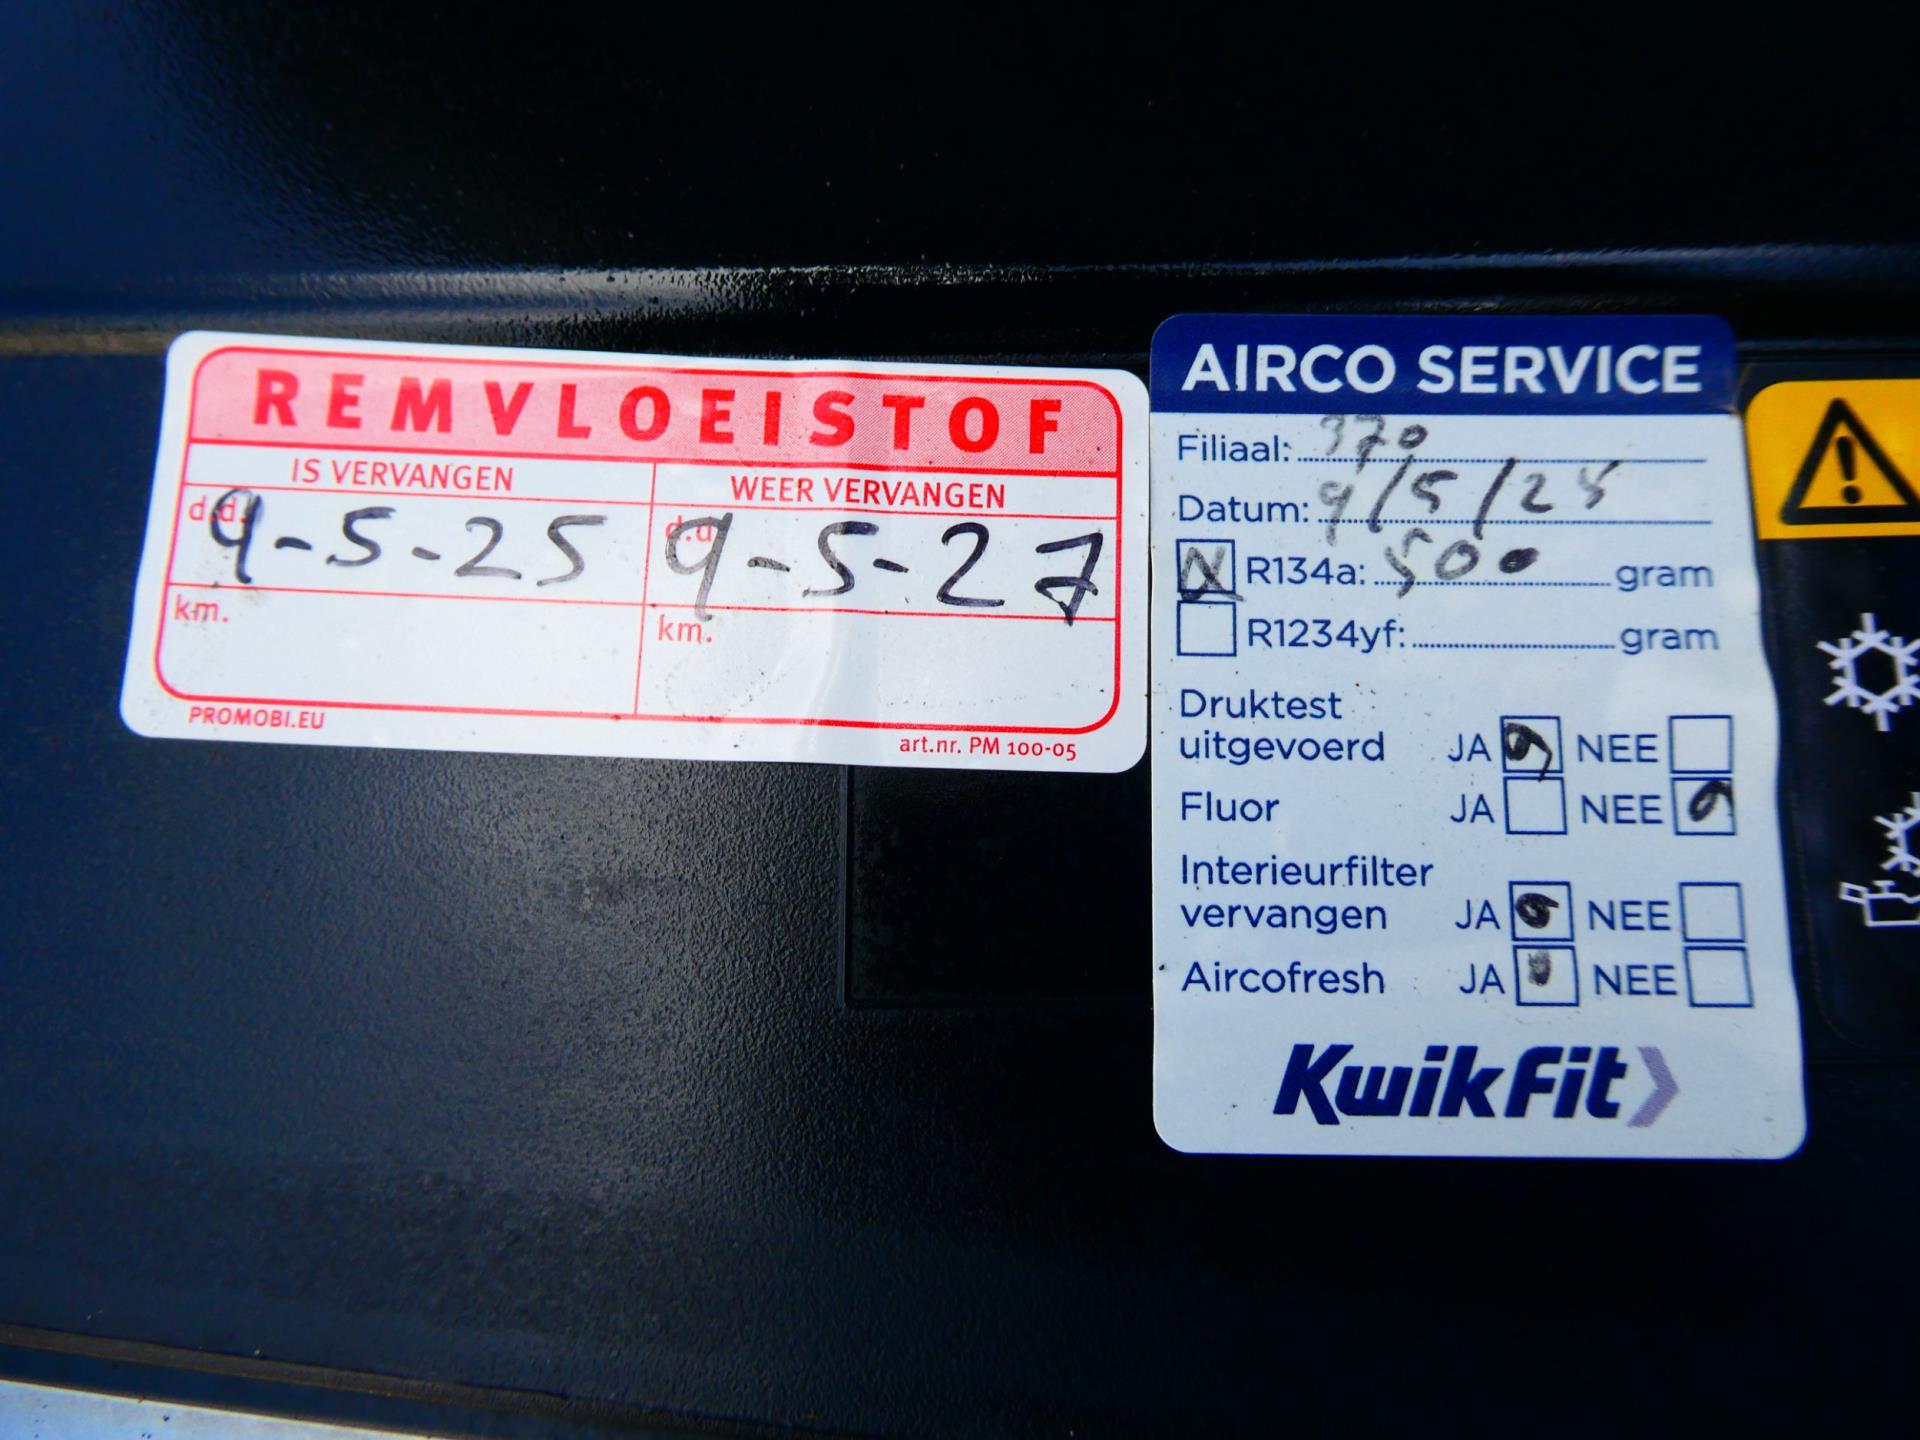 REMVLOEISTOF
IS VERVANGEN
d.d. 9-5-25
km.
WEER VERVANGEN
d.d 9-5-27
km.
PROMOBI.EU
art.nr. PM 100-05
AIRCO SERVICE
Filiaal: 370
Datum: 9/5/25
R134a: 500 gram
R1234yf: gram
Druktest
uitgevoerd JA NEE
Fluor JA NEE
Interieurfilter
vervangen JA NEE
Aircofresh JA NEE
KwikFit